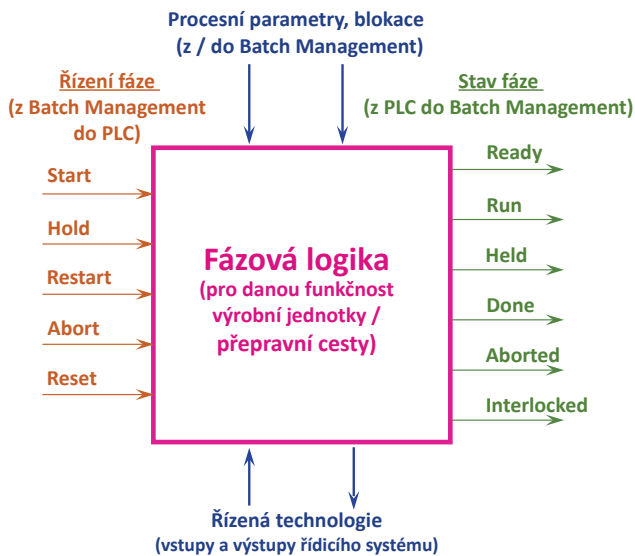 Procesní parametry, blokace
(z / do Batch Management)
Řízení fáze
(z Batch Management
do PLC)
Stav fáze
(z PLC do Batch Management)
Start
Hold
Restart
Abort
Reset
Fázová logika
(pro danou funkčnost
výrobní jednotky /
přepravní cesty)
Ready
Run
Held
Done
Aborted
Interlocked
Řízená technologie
(vstupy a výstupy řídicího systému)